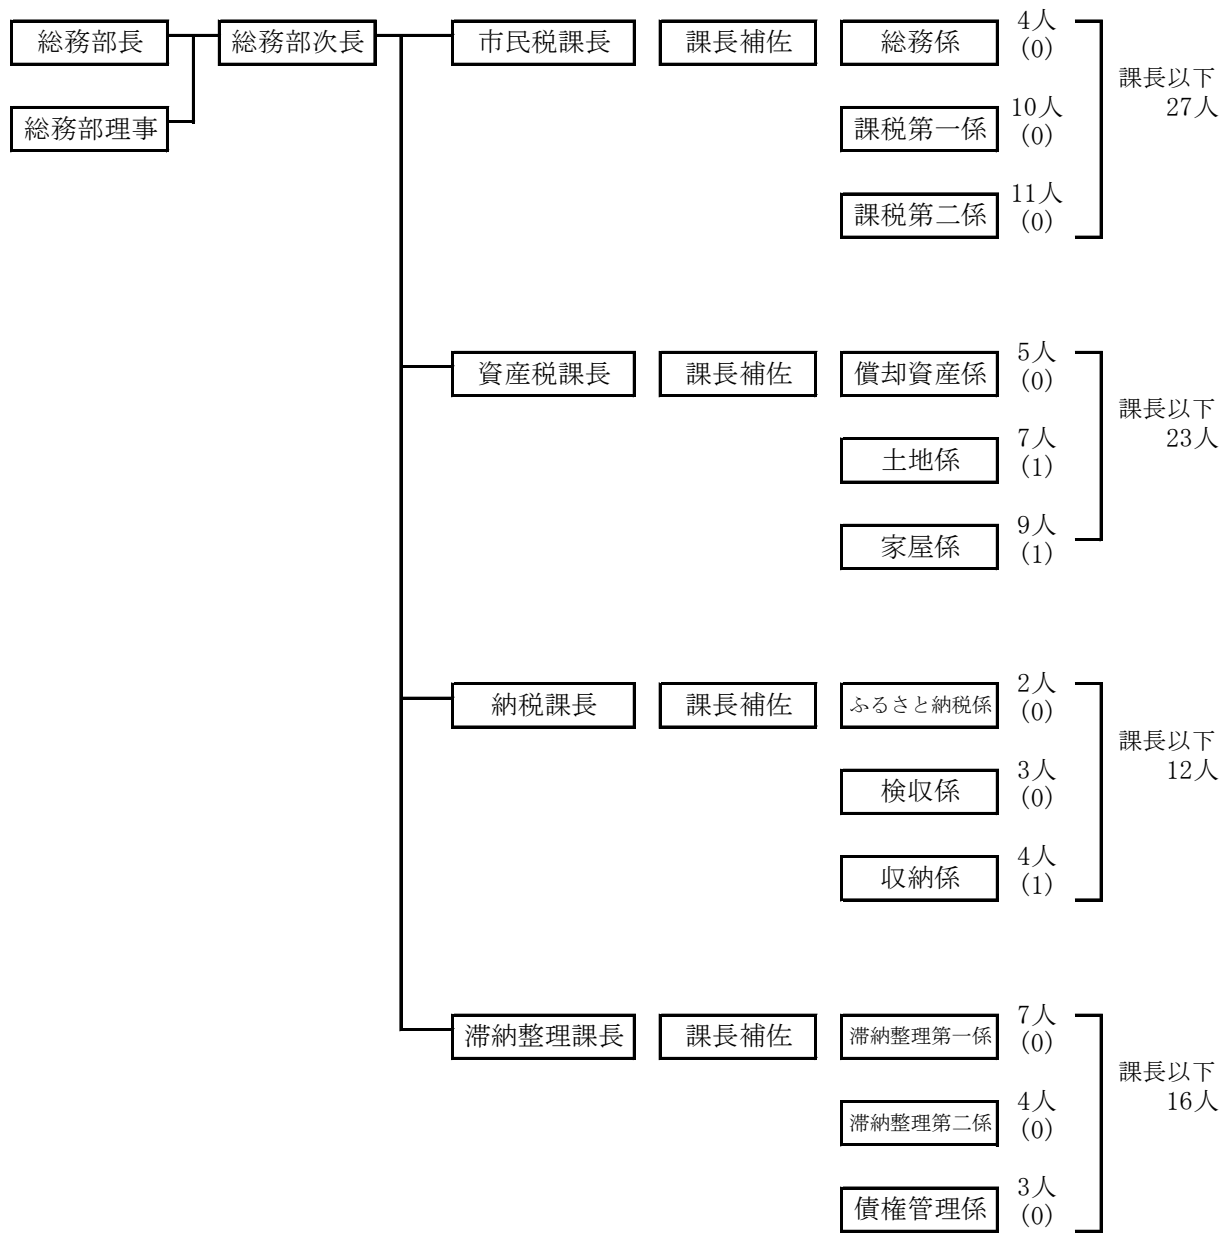 総務部長
総務部次長
市民税課長
課長補佐
総務係
4人
(0)
課長以下
27人
総務部理事
課税第一係
10人
(0)
課税第二係
11人
(0)
資産税課長
課長補佐
償却資産係
5人
(0)
課長以下
23人
土地係
7人
(1)
家屋係
9人
(1)
納税課長
課長補佐
ふるさと納税係
2人
(0)
課長以下
12人
検収係
3人
(0)
収納係
4人
(1)
滞納整理課長
課長補佐
滞納整理第一係
7人
(0)
課長以下
16人
滞納整理第二係
4人
(0)
債権管理係
3人
(0)